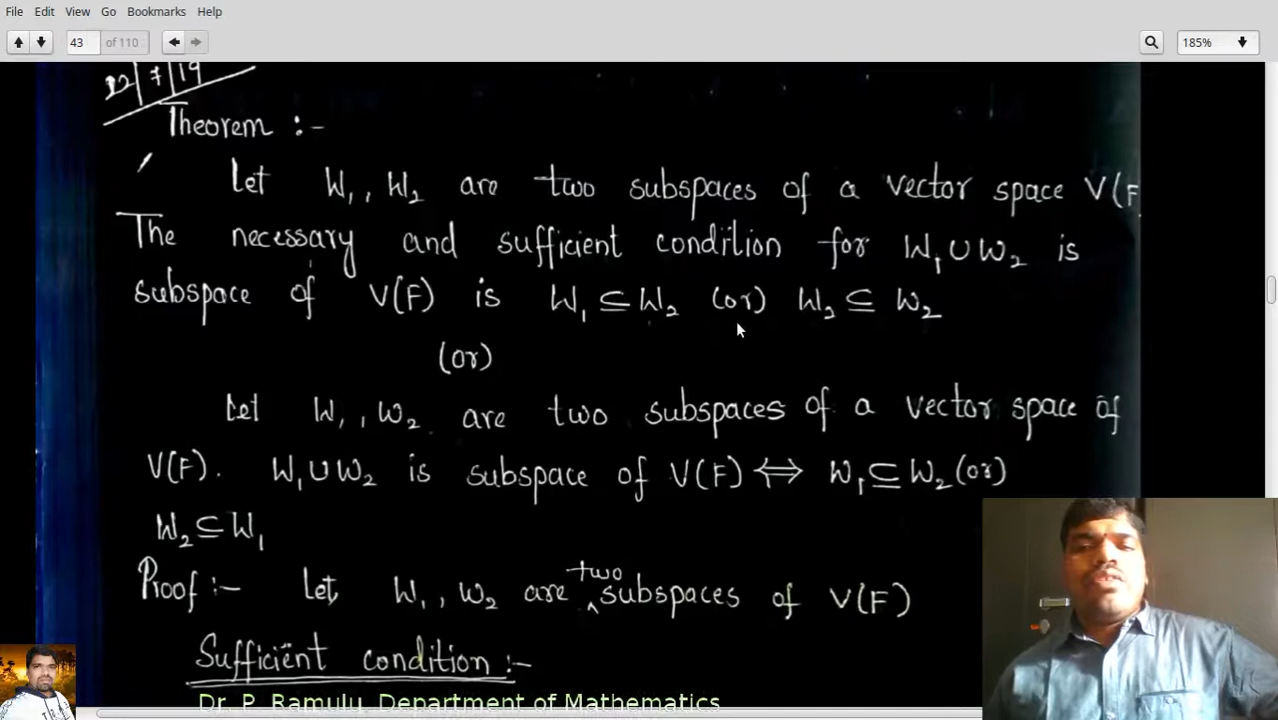 File Edit View Go Bookmarks Help
43 of 110 185%
22/7/19
Theorem :-
Let W₁, W₂ are two subspaces of a vector space V(F
The necessary and sufficient condition for W₁∪W₂ is
subspace of V(F) is W₁ ⊆ W₂ (or) W₂ ⊆ W₂
(or)
Let W₁, W₂ are two subspaces of a vector space of
V(F). W₁∪W₂ is subspace of V(F) ⟺ W₁ ⊆ W₂ (or)
W₂ ⊆ W₁
Proof :- Let, W₁, W₂ are two subspaces of V(F)
Sufficient condition :-
Dr. P. Ramulu, Department of Mathematics